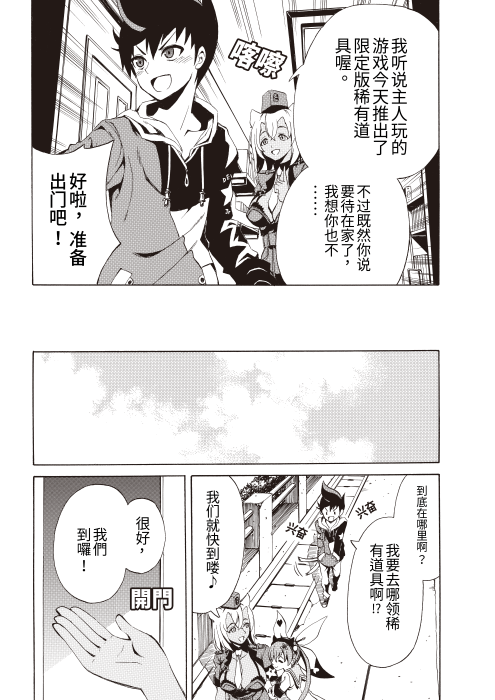 我听说主人玩的
游戏今天推出了
限定版稀有道
具喔。
不过既然你说
要待在家了，
我想你也不
……
喀嚓
好啦，准备
出门吧！
到底在哪里啊？
我要去哪领稀
有道具啊!?
兴奋
兴奋
我们就快到喽♪
很好，
我們
到囉！
開門